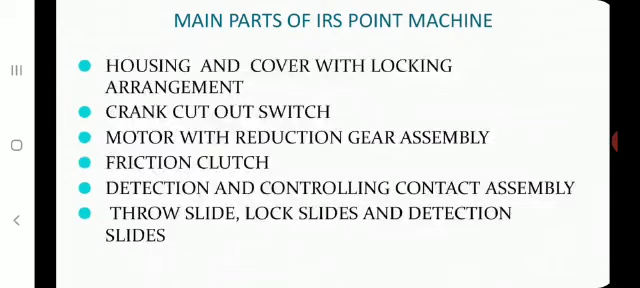 MAIN PARTS OF IRS POINT MACHINE
HOUSING AND COVER WITH LOCKING
ARRANGEMENT
CRANK CUT OUT SWITCH
MOTOR WITH REDUCTION GEAR ASSEMBLY
FRICTION CLUTCH
DETECTION AND CONTROLLING CONTACT ASSEMBLY
THROW SLIDE, LOCK SLIDES AND DETECTION
SLIDES